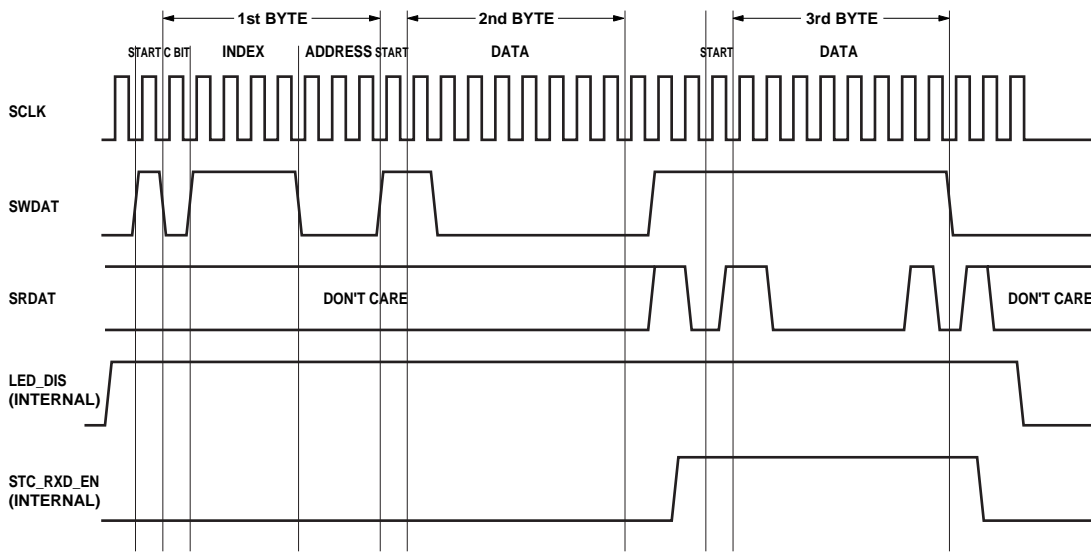 1st BYTE 2nd BYTE 3rd BYTE
START C BIT INDEX ADDRESS START DATA START DATA
SCLK
SWDAT
SRDAT DON'T CARE DON'T CARE
LED_DIS
(INTERNAL)
STC_RXD_EN
(INTERNAL)